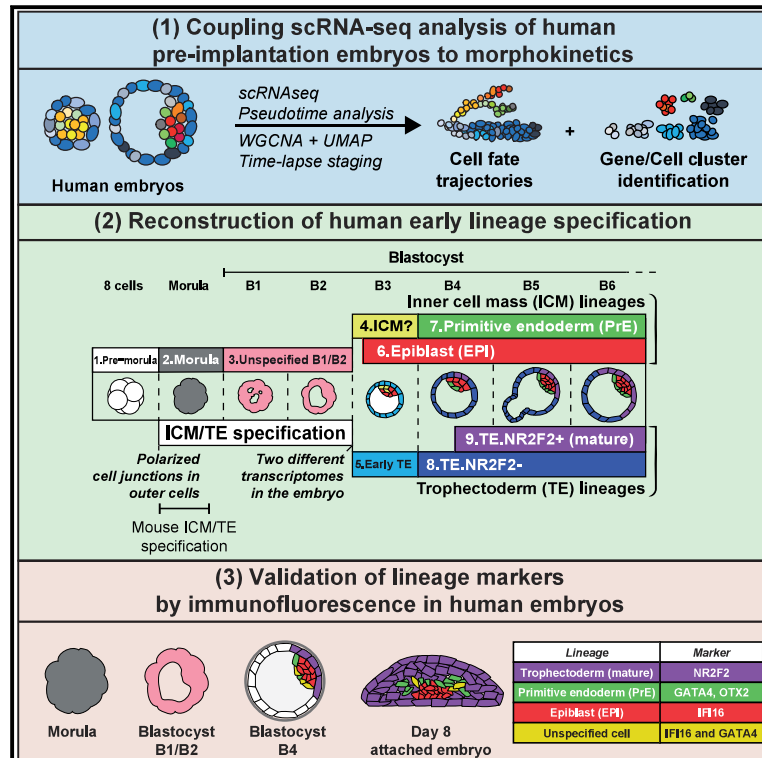 (1) Coupling scRNA-seq analysis of human
pre-implantation embryos to morphokinetics
scRNAseq
Pseudotime analysis
WGCNA + UMAP
Time-lapse staging
+
Human embryos
Cell fate
trajectories
Gene/Cell cluster
identification
(2) Reconstruction of human early lineage specification
Blastocyst
8 cells Morula B1 B2 B3 B4 B5 B6
Inner cell mass (ICM) lineages
4.ICM? 7.Primitive endoderm (PrE)
6.Epiblast (EPI)
1.Pre-morula 2.Morula 3.Unspecified B1/B2
ICM/TE specification
9.TE.NR2F2+ (mature)
5.Early TE 8.TE.NR2F2-
Trophectoderm (TE) lineages
Polarized
cell junctions in
outer cells
Two different
transcriptomes
in the embryo
Mouse ICM/TE
specification
(3) Validation of lineage markers
by immunofluorescence in human embryos
Morula
Blastocyst
B1/B2
Blastocyst
B4
Day 8
attached embryo
Lineage Marker
Trophectoderm (mature) NR2F2
Primitive endoderm (PrE) GATA4, OTX2
Epiblast (EPI) IFI16
Unspecified cell IFI16 and GATA4